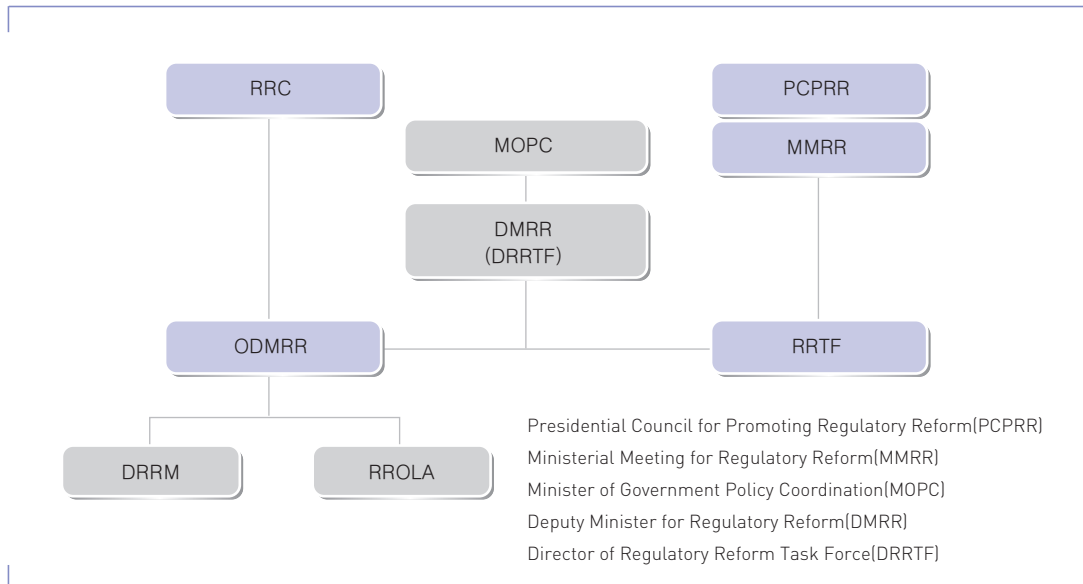 RRC
PCPRR
MOPC
MMRR
DMRR
(DRRTF)
ODMRR
RRTF
DRRM
RROLA
Presidential Council for Promoting Regulatory Reform(PCPRR)
Ministerial Meeting for Regulatory Reform(MMRR)
Minister of Government Policy Coordination(MOPC)
Deputy Minister for Regulatory Reform(DMRR)
Director of Regulatory Reform Task Force(DRRTF)